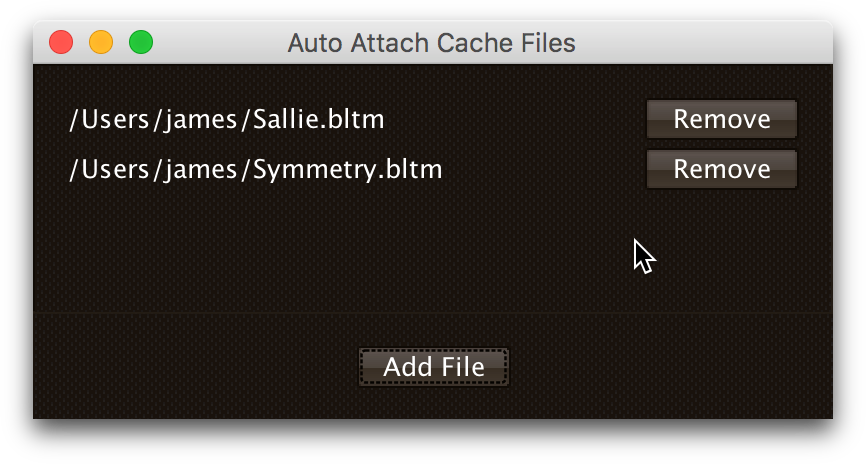 Auto Attach Cache Files
/Users/james/Sallie.bltm Remove
/Users/james/Symmetry.bltm Remove
Add File